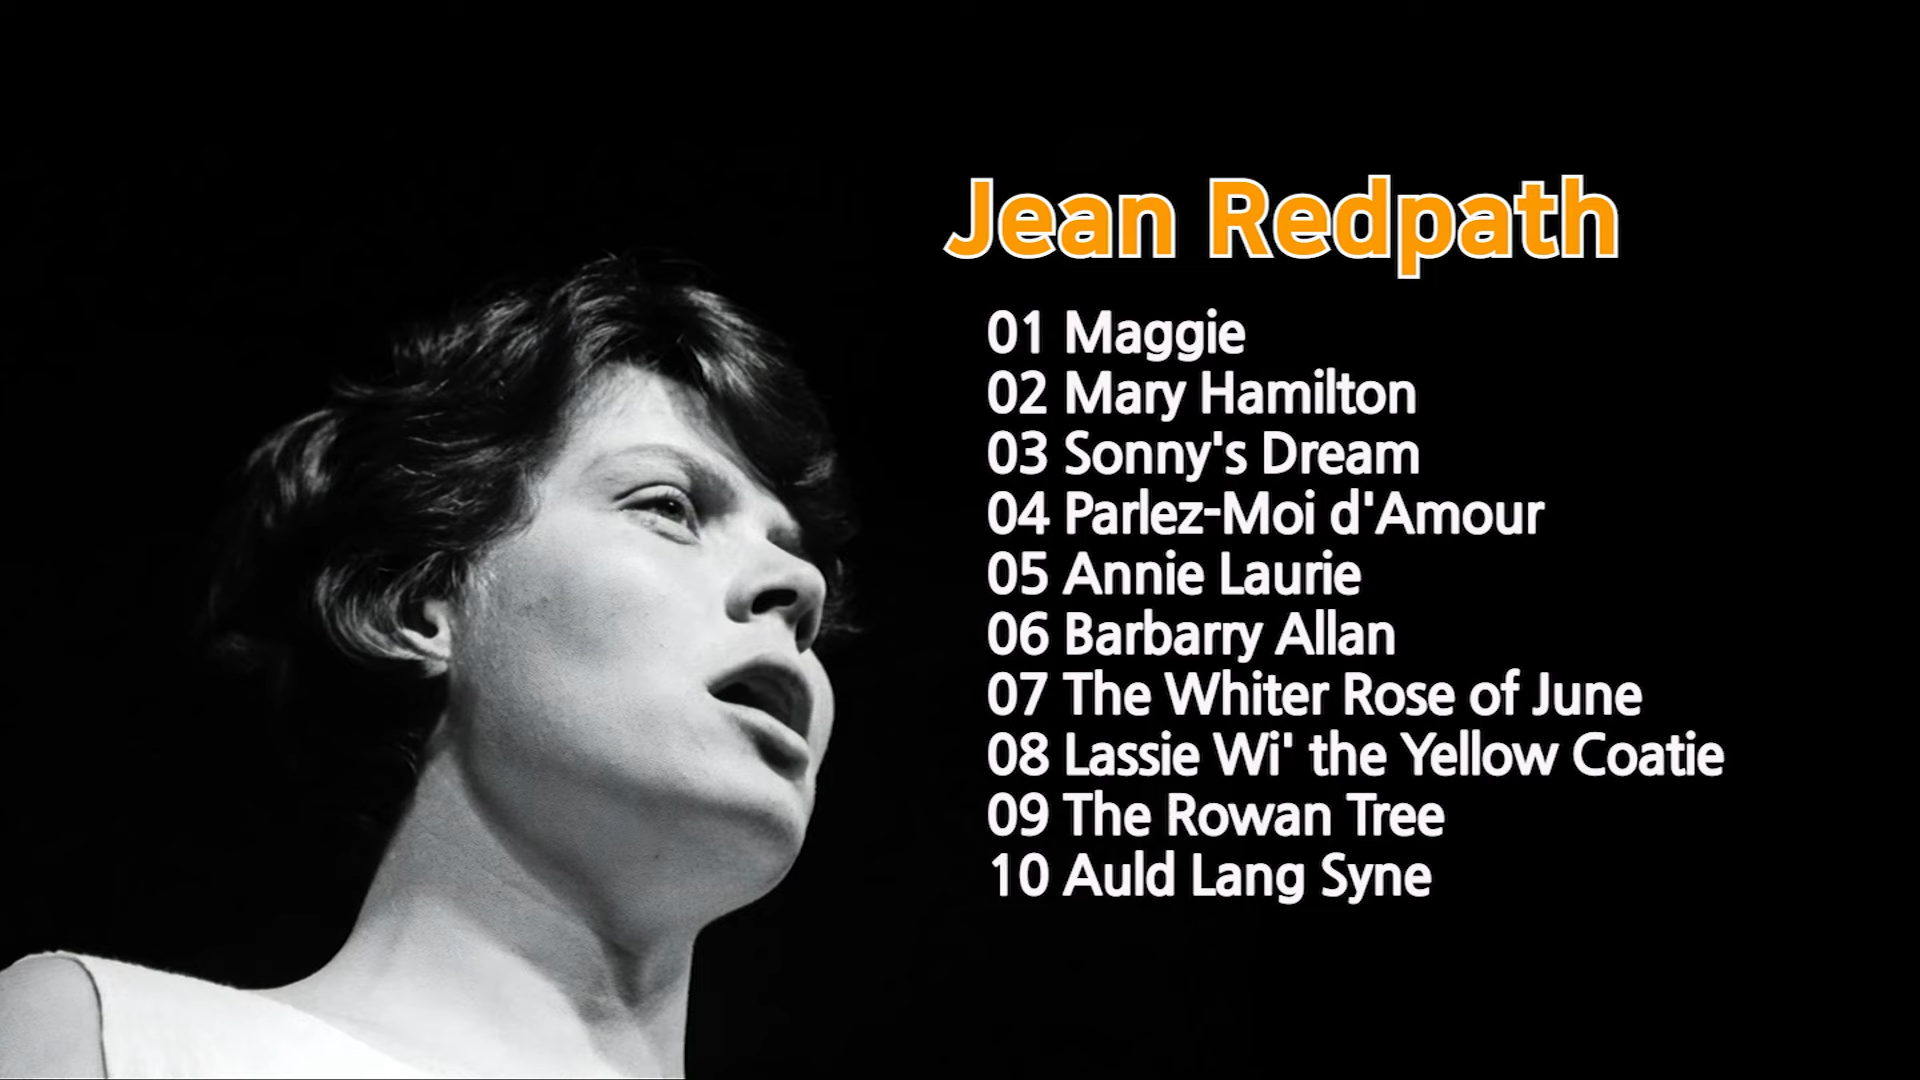 Jean Redpath
01 Maggie
02 Mary Hamilton
03 Sonny's Dream
04 Parlez-Moi d'Amour
05 Annie Laurie
06 Barbarry Allan
07 The Whiter Rose of June
08 Lassie Wi' the Yellow Coatie
09 The Rowan Tree
10 Auld Lang Syne